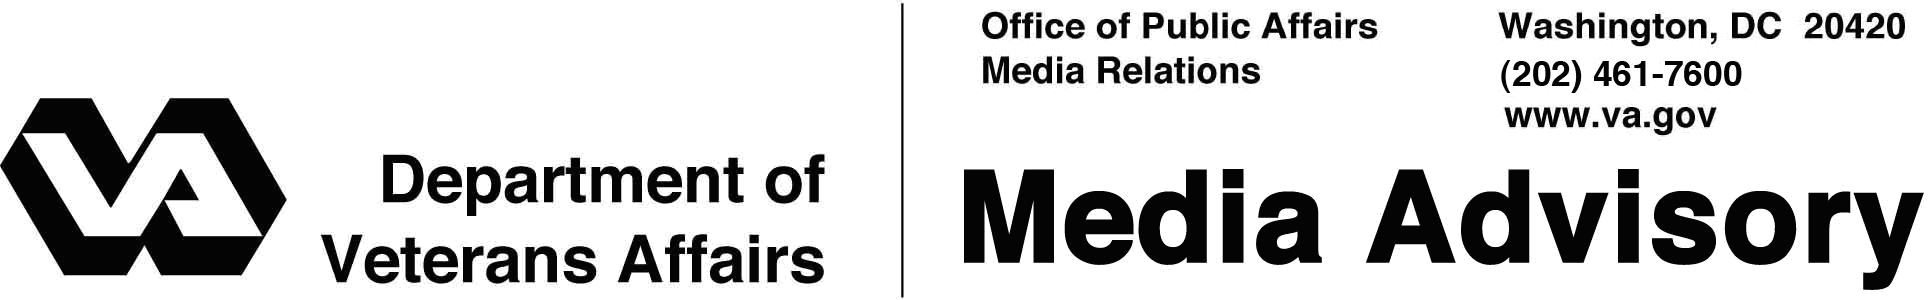 VA
Department of
Veterans Affairs
Office of Public Affairs
Media Relations
Washington, DC  20420
(202) 461-7600
www.va.gov
Media Advisory